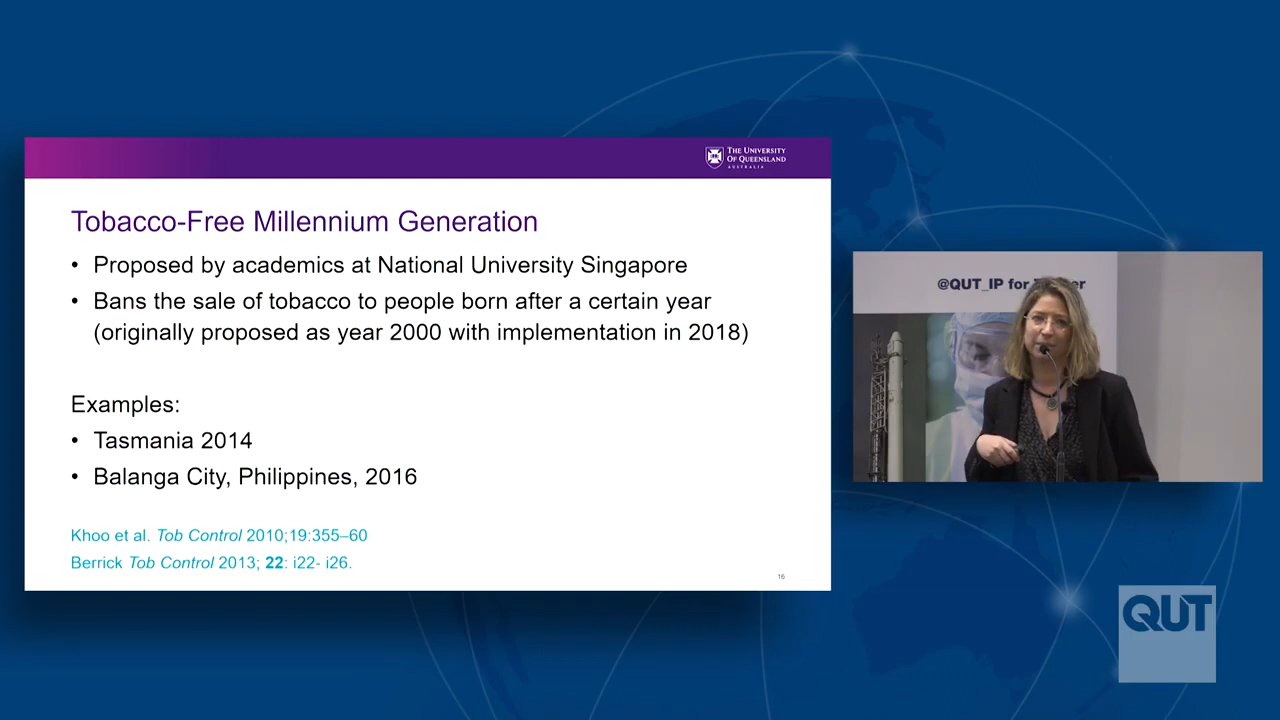 THE UNIVERSITY
OF QUEENSLAND
AUSTRALIA
Tobacco-Free Millennium Generation
• Proposed by academics at National University Singapore
• Bans the sale of tobacco to people born after a certain year
(originally proposed as year 2000 with implementation in 2018)
Examples:
• Tasmania 2014
• Balanga City, Philippines, 2016
Khoo et al. Tob Control 2010;19:355–60
Berrick Tob Control 2013; 22: i22- i26.
16
@QUT_IP for
QUT